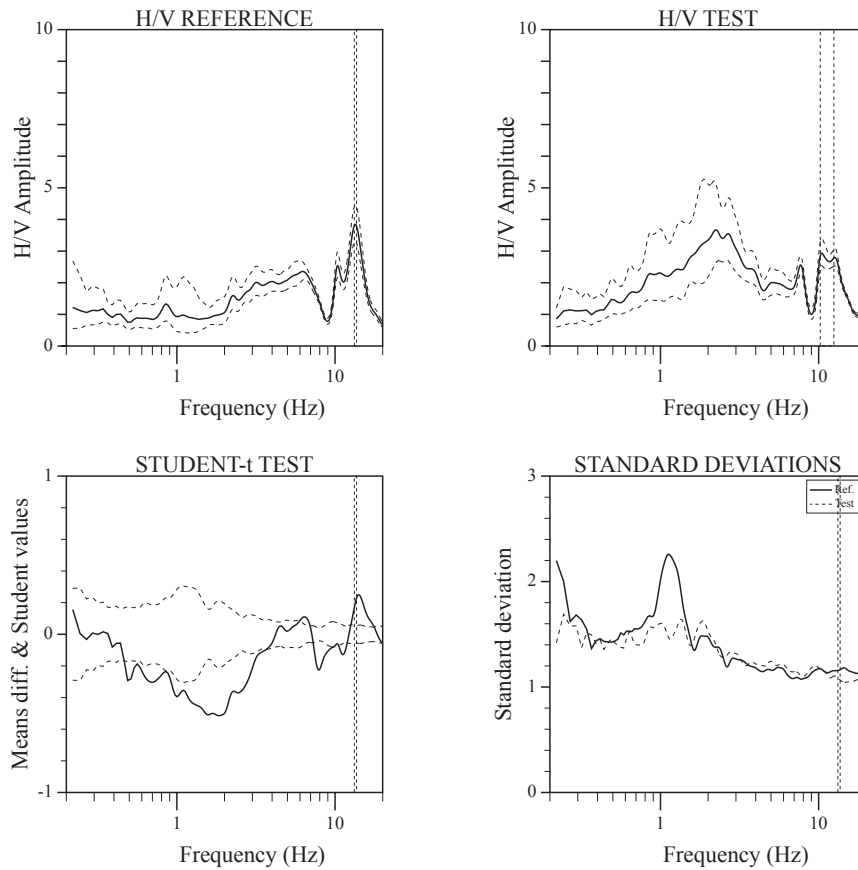 H/V REFERENCE
10
5
0
H/V Amplitude
1
10
Frequency (Hz)
H/V TEST
10
5
0
H/V Amplitude
1
10
Frequency (Hz)
STUDENT-t TEST
1
0
-1
Means diff. & Student values
1
10
Frequency (Hz)
STANDARD DEVIATIONS
3
2
1
0
Standard deviation
Ref.
Test
1
10
Frequency (Hz)